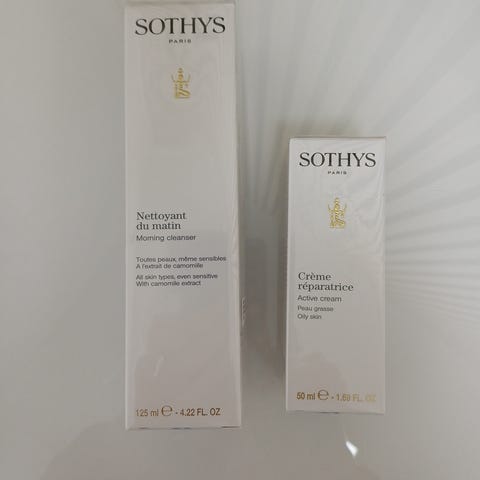 SOTHYS
PARIS
Nettoyant
du matin
Morning cleanser
Toutes peaux, même sensibles
A l'extrait de camomille
All skin types, even sensitive
With camomile extract
125 ml e - 4.22 FL. OZ
SOTHYS
PARIS
Crème
réparatrice
Active cream
Peau grasse
Oily skin
50 ml e - 1.69 FL. OZ